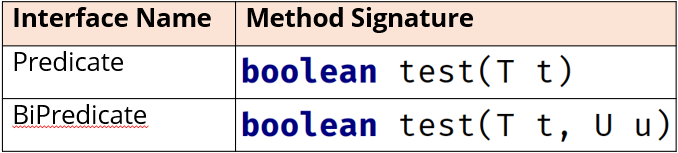 Interface Name Method Signature
Predicate boolean test(T t)
BiPredicate boolean test(T t, U u)